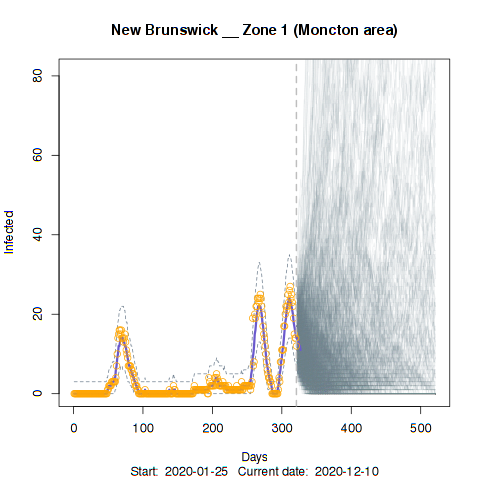 New Brunswick __ Zone 1 (Moncton area)
Infected
80
60
40
20
0
0 100 200 300 400 500
Days
Start: 2020-01-25 Current date: 2020-12-10